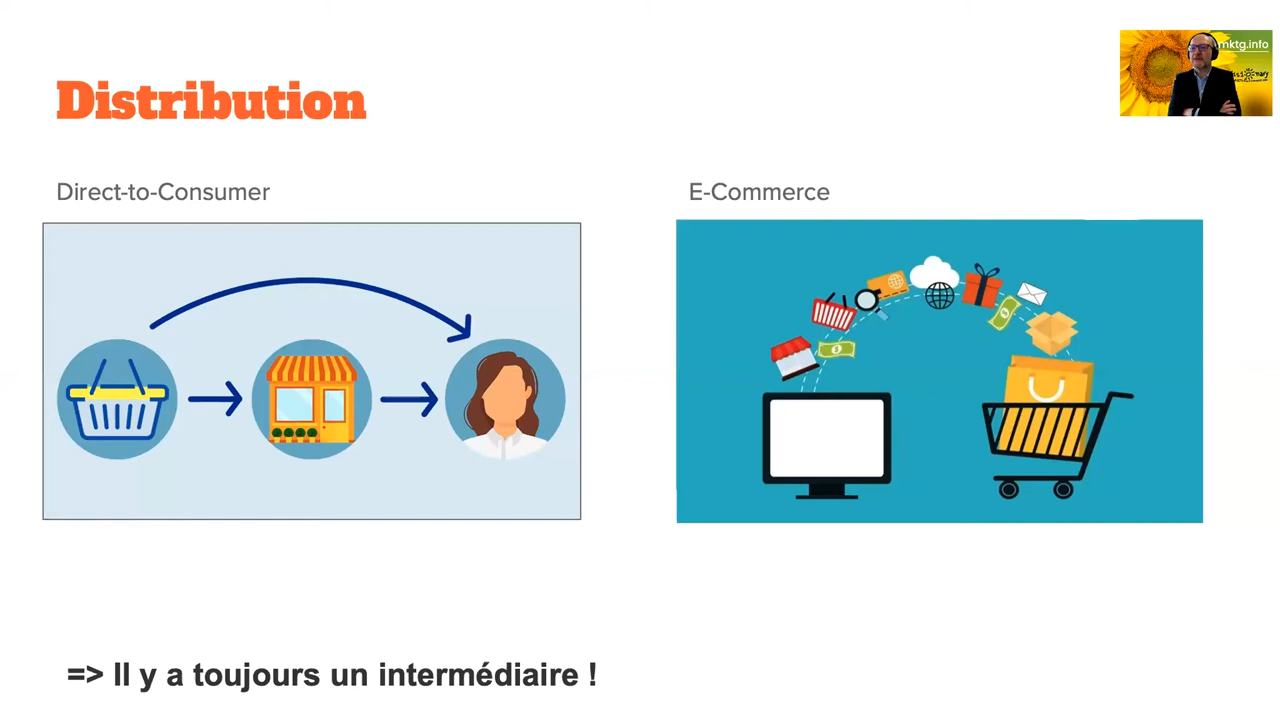 mktg.info
Distribution
Direct-to-Consumer
E-Commerce
=> Il y a toujours un intermédiaire !